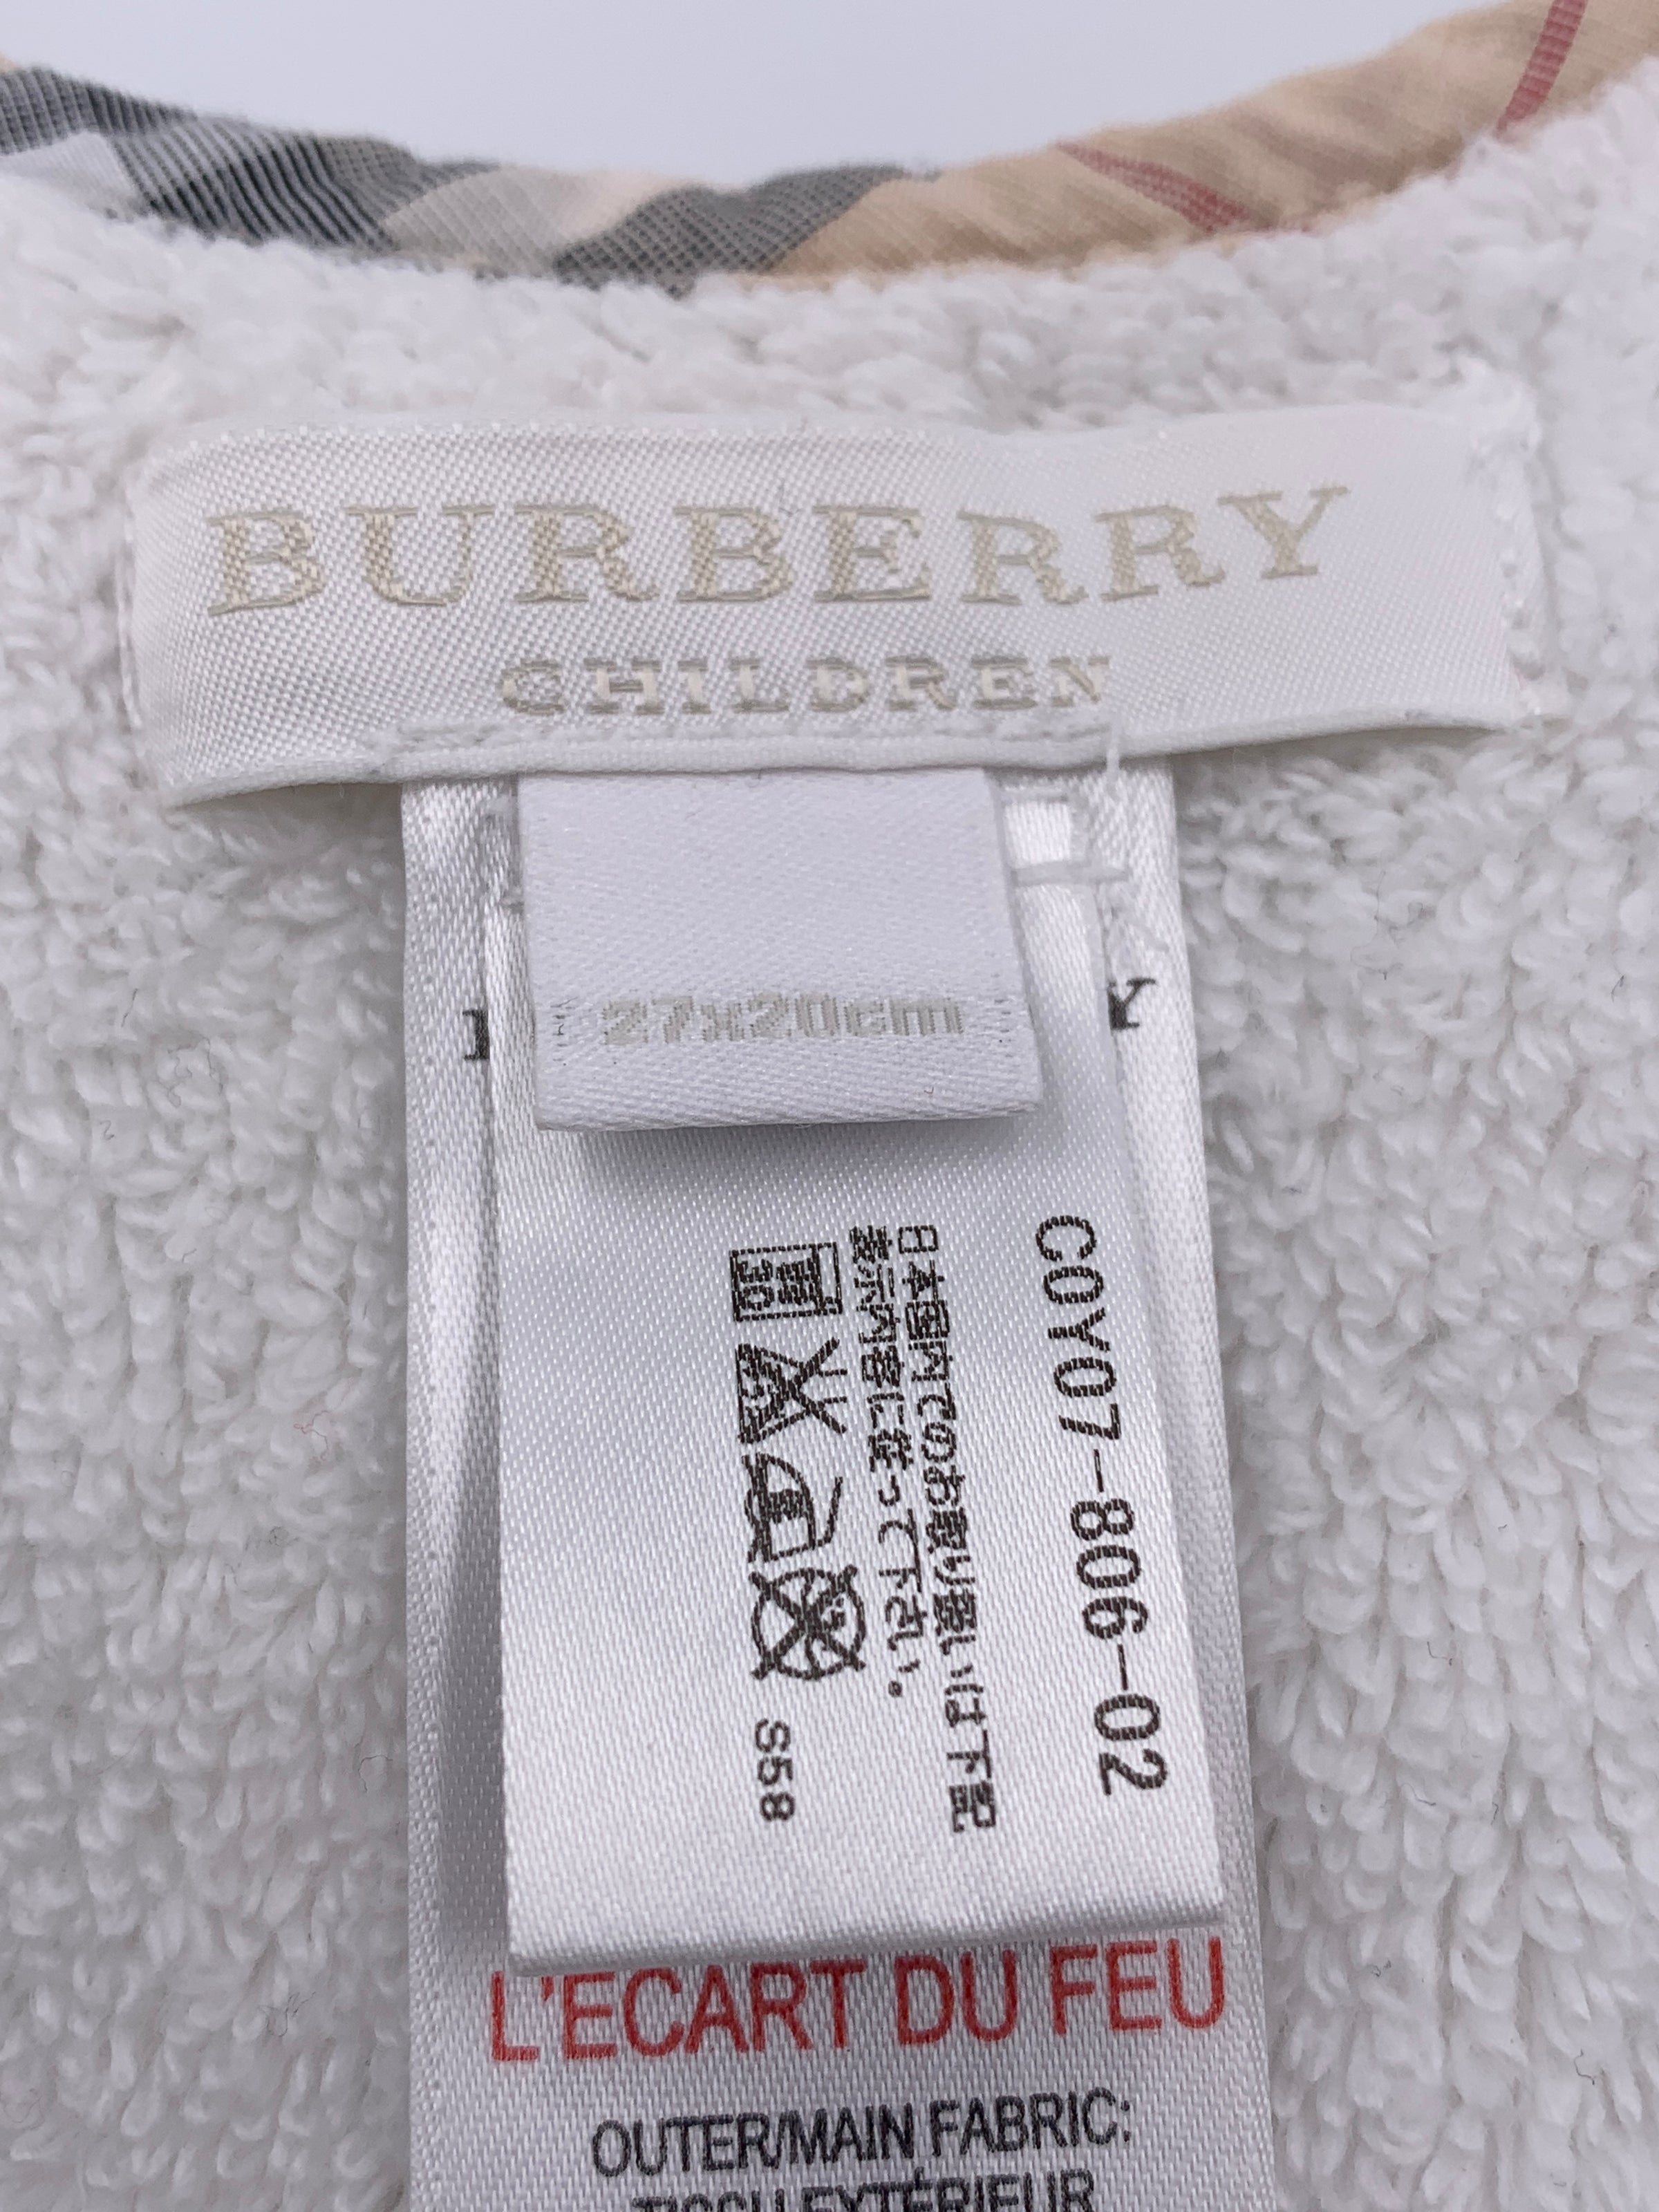 BURBERRY
CHILDREN
27x20cm
Y
C0Y07-806-02
日本国内でのお取り扱いは下記
表示内容に従って下さい。
30
S58
L'ECART DU FEU
OUTER/MAIN FABRIC:
TISSU EXTÉRIEUR